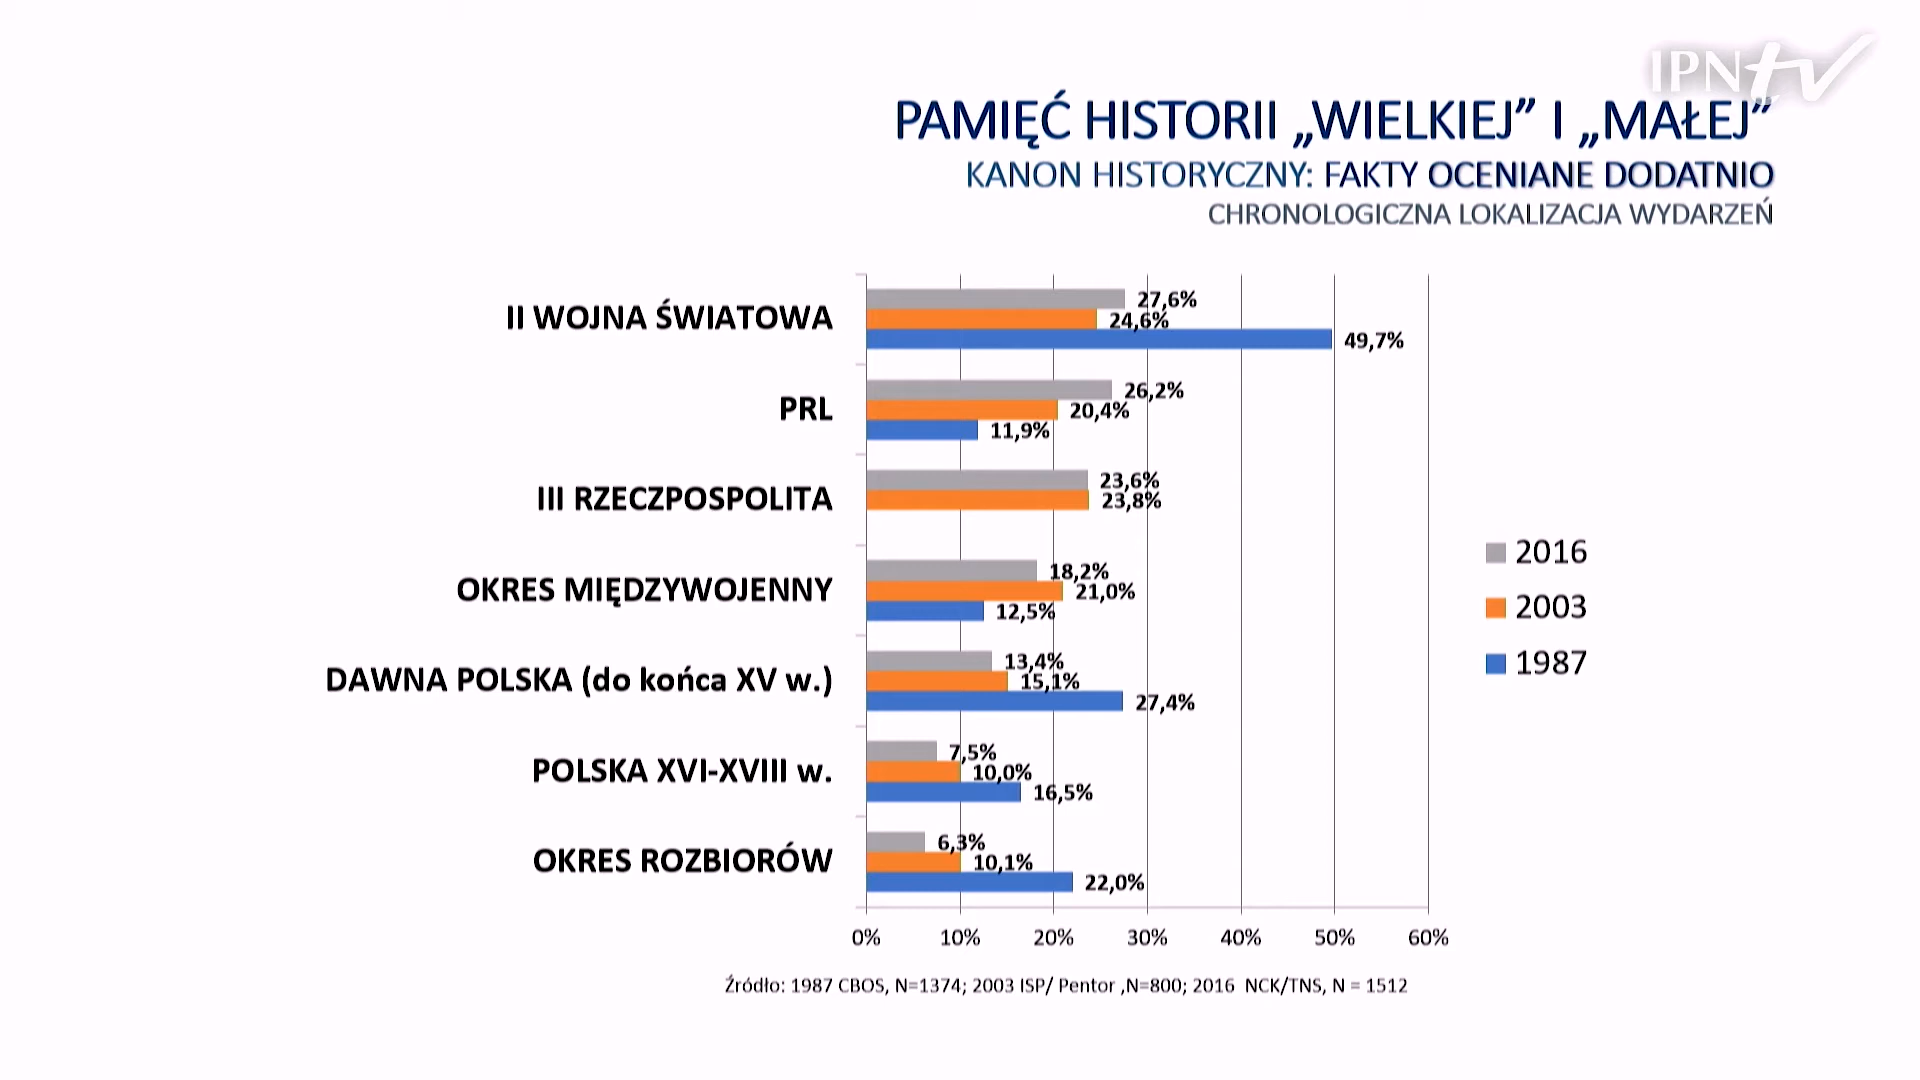 IPNtv
PAMIĘĆ HISTORII „WIELKIEJ” I „MAŁEJ”
KANON HISTORYCZNY: FAKTY OCENIANE DODATNIO
CHRONOLOGICZNA LOKALIZACJA WYDARZEŃ
II WOJNA ŚWIATOWA
27,6%
24,6%
49,7%
PRL
26,2%
20,4%
11,9%
III RZECZPOSPOLITA
23,6%
23,8%
OKRES MIĘDZYWOJENNY
18,2%
21,0%
12,5%
DAWNA POLSKA (do końca XV w.)
13,4%
15,1%
27,4%
POLSKA XVI-XVIII w.
7,5%
10,0%
16,5%
OKRES ROZBIORÓW
6,3%
10,1%
22,0%
0% 10% 20% 30% 40% 50% 60%
2016
2003
1987
Źródło: 1987 CBOS, N=1374; 2003 ISP/ Pentor ,N=800; 2016 NCK/TNS, N = 1512